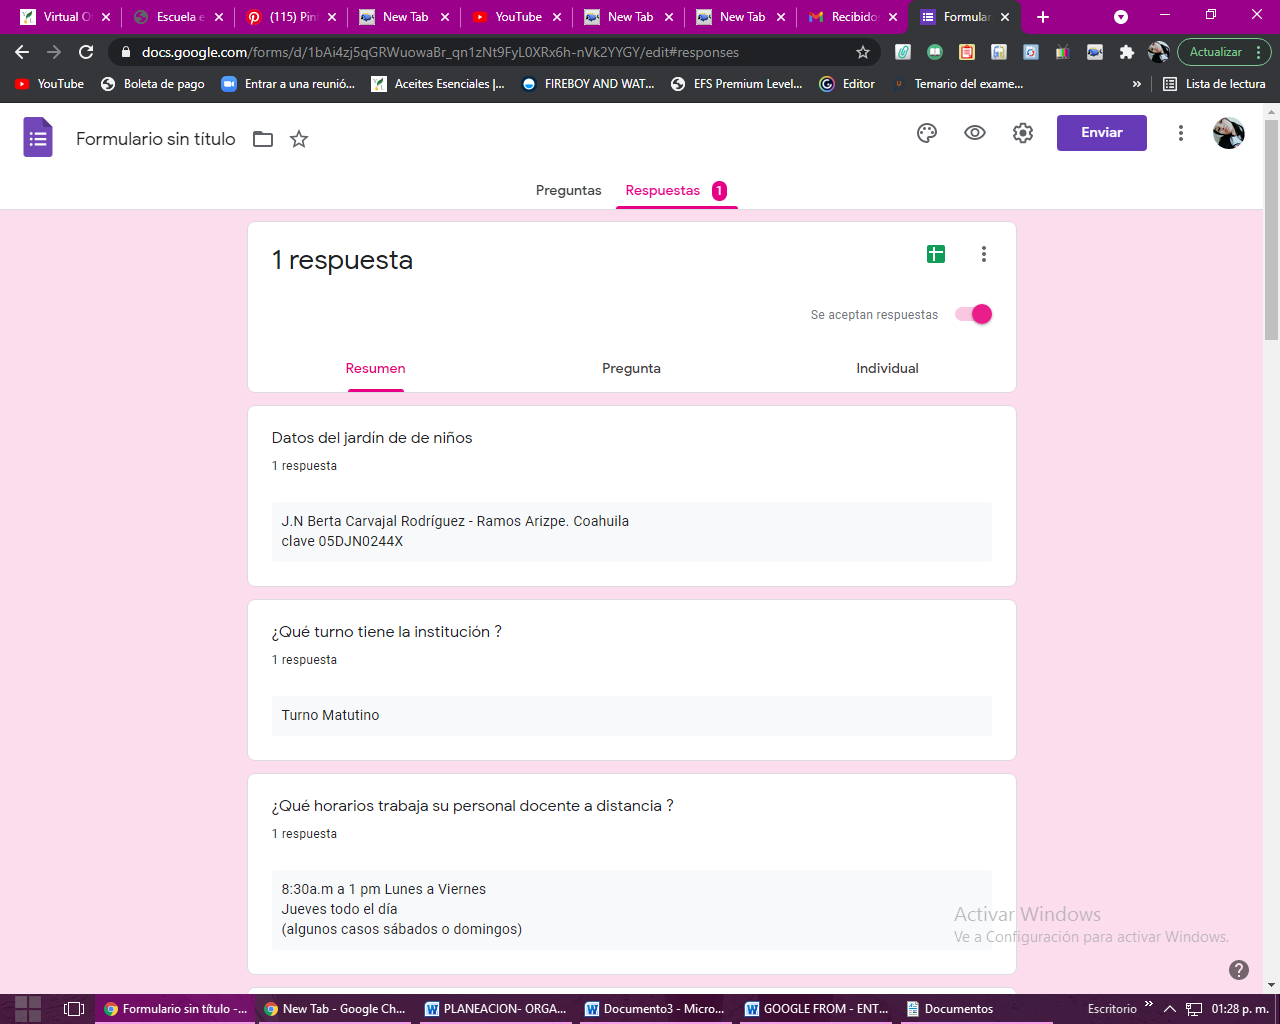 Virtual O
Escuela e
(115) Pin
New Tab
YouTube
New Tab
New Tab
Recibido
Formular
docs.google.com/forms/d/1bAi4zj5qGRWuowaBr_qn1zNt9FyL0XRx6h-nVk2YYGY/edit#responses
Actualizar
YouTube
Boleta de pago
Entrar a una reunió...
Aceites Esenciales |...
FIREBOY AND WAT...
EFS Premium Level...
Editor
Temario del exame...
»
Lista de lectura
Formulario sin título
Enviar
Preguntas
Respuestas 1
1 respuesta
Se aceptan respuestas
Resumen
Pregunta
Individual
Datos del jardín de de niños
1 respuesta
J.N Berta Carvajal Rodríguez - Ramos Arizpe. Coahuila
clave 05DJN0244X
¿Qué turno tiene la institución ?
1 respuesta
Turno Matutino
¿Qué horarios trabaja su personal docente a distancia ?
1 respuesta
8:30a.m a 1 pm Lunes a Viernes
Jueves todo el día
(algunos casos sábados o domingos)
Activar Windows
Ve a Configuración para activar Windows.
Formulario sin título -...
New Tab - Google Ch...
PLANEACION- ORGA...
Documento3 - Micro...
GOOGLE FROM - ENT...
Documentos
Escritorio
»
01:28 p. m.